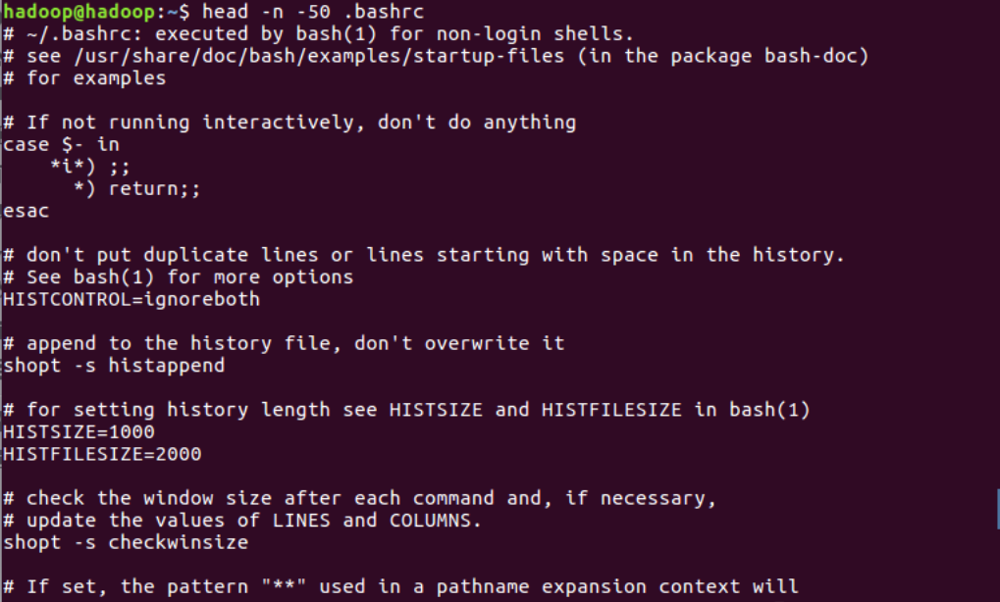 hadoop@hadoop:~$ head -n -50 .bashrc
# ~/.bashrc: executed by bash(1) for non-login shells.
# see /usr/share/doc/bash/examples/startup-files (in the package bash-doc)
# for examples

# If not running interactively, don't do anything
case $- in
    *i*) ;;
      *) return;;
esac

# don't put duplicate lines or lines starting with space in the history.
# See bash(1) for more options
HISTCONTROL=ignoreboth

# append to the history file, don't overwrite it
shopt -s histappend

# for setting history length see HISTSIZE and HISTFILESIZE in bash(1)
HISTSIZE=1000
HISTFILESIZE=2000

# check the window size after each command and, if necessary,
# update the values of LINES and COLUMNS.
shopt -s checkwinsize

# If set, the pattern "**" used in a pathname expansion context will